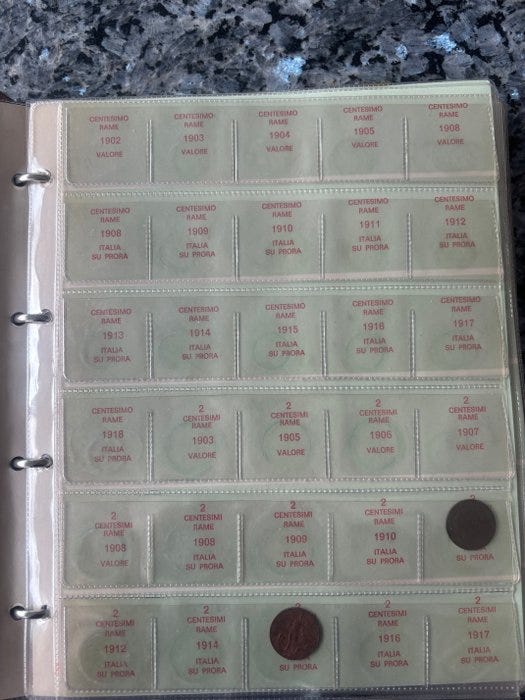 CENTESIMO
RAME
1902
VALORE
CENTESIMO
RAME
1903
VALORE
CENTESIMO
RAME
1904
VALORE
CENTESIMO
RAME
1905
VALORE
CENTESIMO
RAME
1908
VALORE
CENTESIMO
RAME
1908
ITALIA
SU PRORA
CENTESIMO
RAME
1909
ITALIA
SU PRORA
CENTESIMO
RAME
1910
ITALIA
SU PRORA
CENTESIMO
RAME
1911
ITALIA
SU PRORA
CENTESIMO
RAME
1912
ITALIA
SU PRORA
CENTESIMO
RAME
1913
ITALIA
SU PRORA
CENTESIMO
RAME
1914
ITALIA
SU PRORA
CENTESIMO
RAME
1915
ITALIA
SU PRORA
CENTESIMO
RAME
1916
ITALIA
SU PRORA
CENTESIMO
RAME
1917
ITALIA
SU PRORA
CENTESIMO
RAME
1918
ITALIA
SU PRORA
2
CENTESIMI
RAME
1903
VALORE
2
CENTESIMI
RAME
1905
VALORE
2
CENTESIMI
RAME
1906
VALORE
2
CENTESIMI
RAME
1907
VALORE
2
CENTESIMI
RAME
1908
VALORE
2
CENTESIMI
RAME
1908
ITALIA
SU PRORA
2
CENTESIMI
RAME
1909
ITALIA
SU PRORA
2
CENTESIMI
RAME
1910
ITALIA
SU PRORA
2
SU PRORA
2
CENTESIMI
RAME
1912
ITALIA
SU PRORA
2
CENTESIMI
RAME
1914
ITALIA
SU PRORA
2
SU PRORA
2
CENTESIMI
RAME
1916
ITALIA
SU PRORA
2
CENTESIMI
RAME
1917
ITALIA
SU PRORA